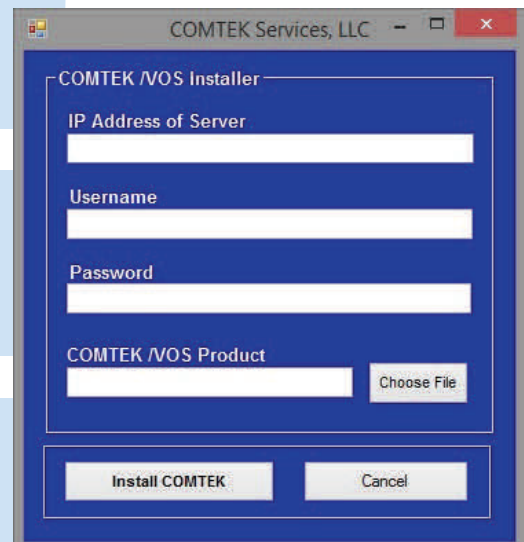 COMTEK Services, LLC
COMTEK /VOS Installer
IP Address of Server
Username
Password
COMTEK /VOS Product
Choose File
Install COMTEK
Cancel